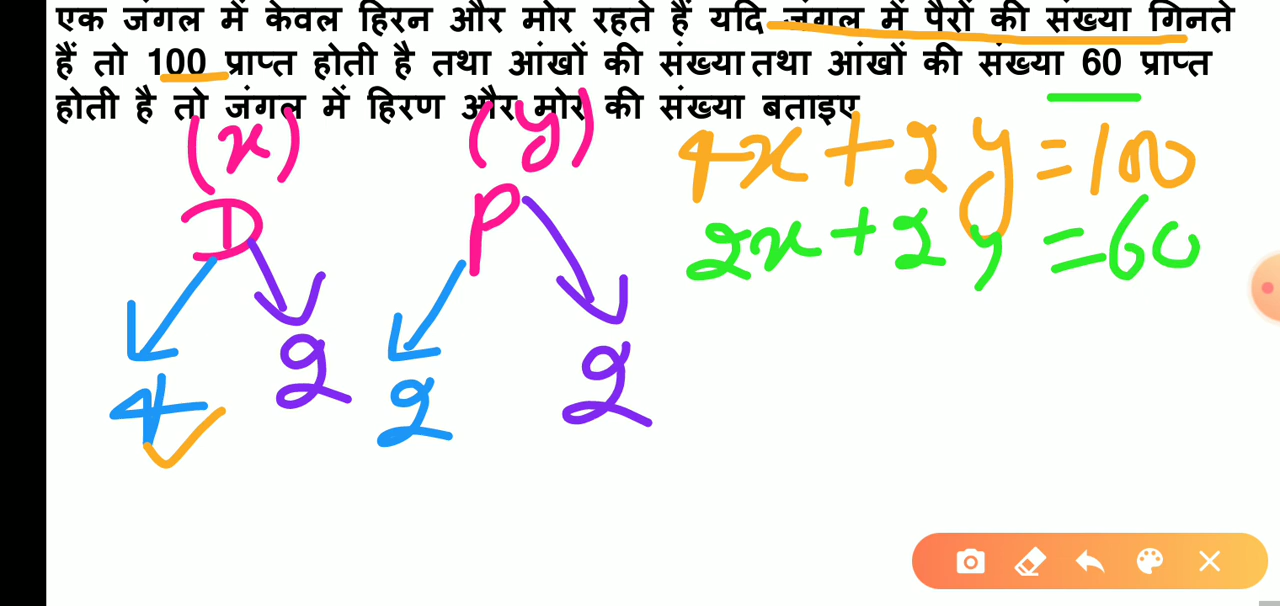 एक जंगल में केवल हिरन और मोर रहते हैं यदि जंगल में पैरों की संख्या गिनते
हैं तो 100 प्राप्त होती है तथा आंखों की संख्या तथा आंखों की संख्या 60 प्राप्त
होती है तो जंगल में हिरण और मोर की संख्या बताइए
(x) (y) 4x + 2y = 100
D P 2x + 2y = 60
4 2 2 2